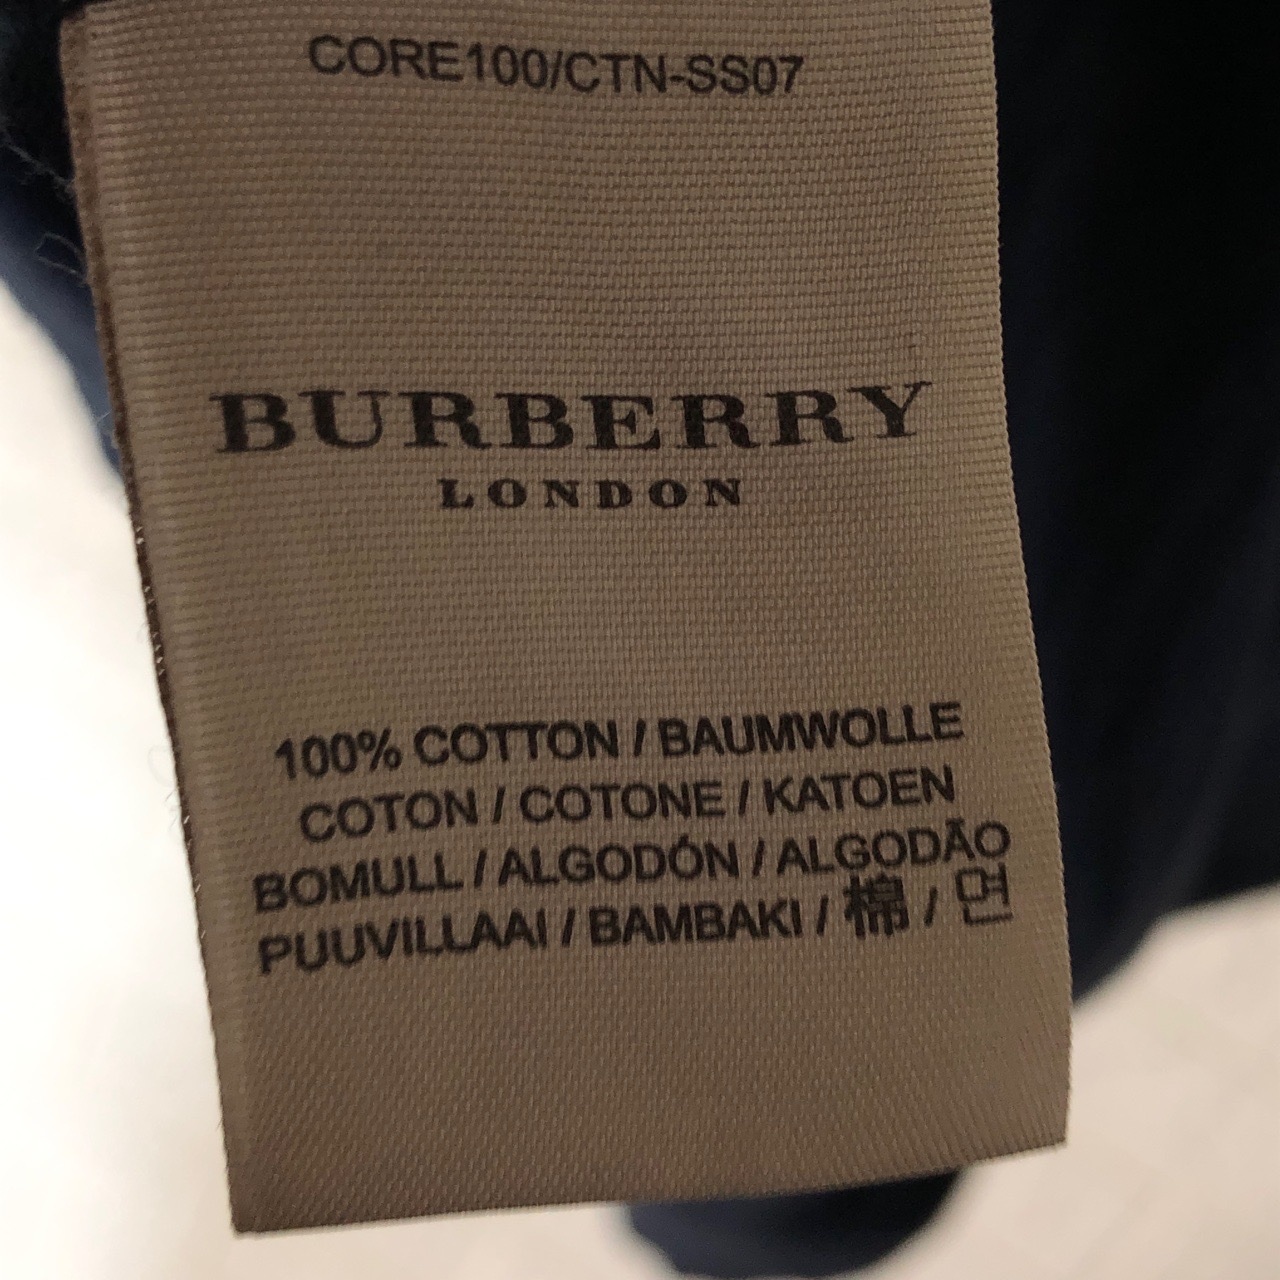 CORE100/CTN-SS07
BURBERRY
LONDON
100% COTTON / BAUMWOLLE
COTON / COTONE / KATOEN
BOMULL / ALGODÓN / ALGODÃO
PUUVILLAAI / BAMBAKI / 棉 / 면